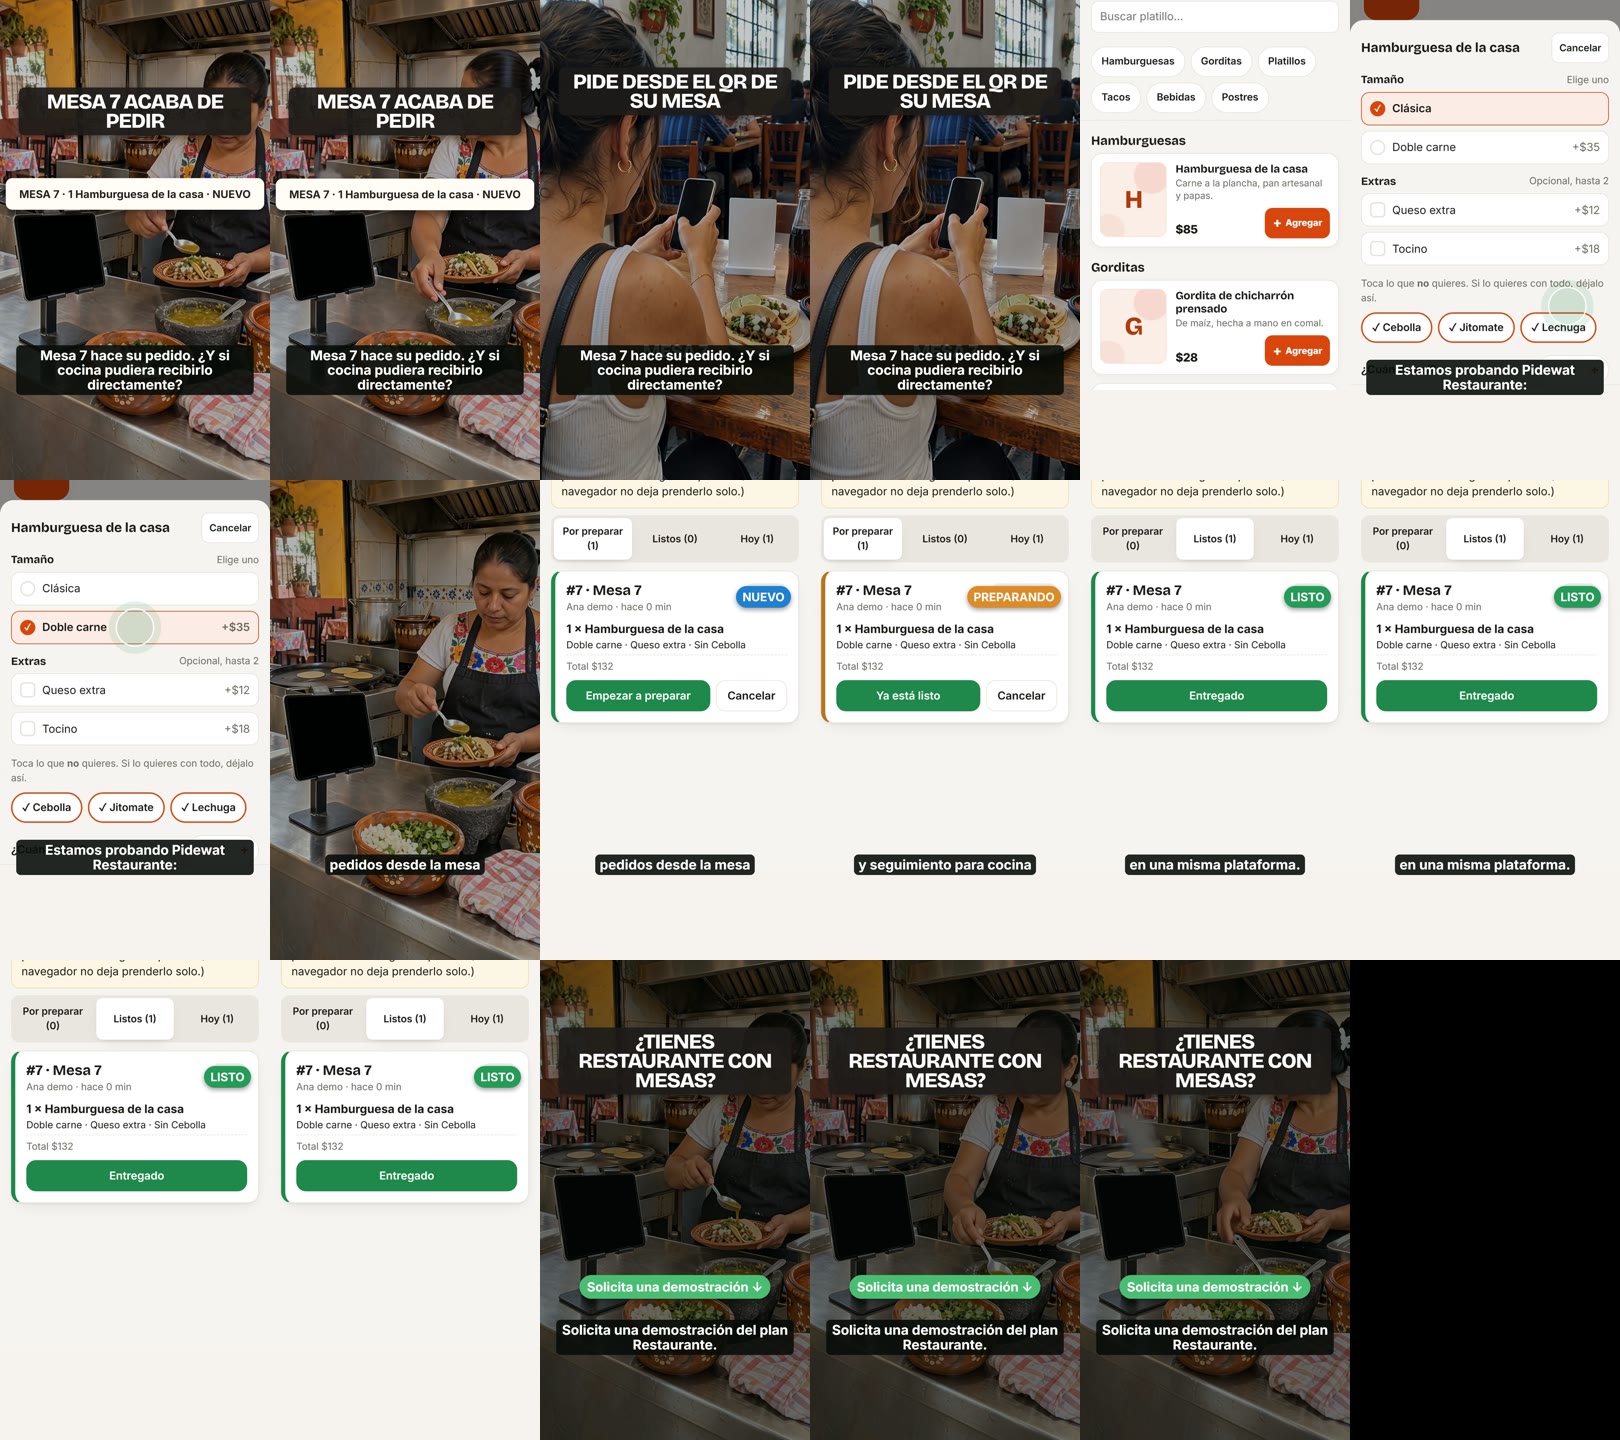 MESA 7 ACABA DE
PEDIR
MESA 7 · 1 Hamburguesa de la casa · NUEVO
Mesa 7 hace su pedido. ¿Y si
cocina pudiera recibirlo
directamente?
MESA 7 ACABA DE
PEDIR
MESA 7 · 1 Hamburguesa de la casa · NUEVO
Mesa 7 hace su pedido. ¿Y si
cocina pudiera recibirlo
directamente?
PIDE DESDE EL QR DE
SU MESA
Mesa 7 hace su pedido. ¿Y si
cocina pudiera recibirlo
directamente?
PIDE DESDE EL QR DE
SU MESA
Mesa 7 hace su pedido. ¿Y si
cocina pudiera recibirlo
directamente?
Buscar platillo...
Hamburguesas
Gorditas
Platillos
Tacos
Bebidas
Postres
Hamburguesas
H
Hamburguesa de la casa
Carne a la plancha, pan artesanal
y papas.
$85
+ Agregar
Gorditas
G
Gordita de chicharrón
prensado
De maíz, hecha a mano en comal.
$28
+ Agregar
Hamburguesa de la casa
Cancelar
Tamaño
Elige uno
✓ Clásica
Doble carne
+$35
Extras
Opcional, hasta 2
Queso extra
+$12
Tocino
+$18
Toca lo que no quieres. Si lo quieres con todo, déjalo
así.
✓ Cebolla
✓ Jitomate
✓ Lechuga
Estamos probando Pidewat
Restaurante:
Hamburguesa de la casa
Cancelar
Tamaño
Elige uno
Clásica
✓ Doble carne
+$35
Extras
Opcional, hasta 2
Queso extra
+$12
Tocino
+$18
Toca lo que no quieres. Si lo quieres con todo, déjalo
así.
✓ Cebolla
✓ Jitomate
✓ Lechuga
Estamos probando Pidewat
Restaurante:
pedidos desde la mesa
navegador no deja prenderlo solo.)
Por preparar
(1)
Listos (0)
Hoy (1)
#7 · Mesa 7
NUEVO
Ana demo · hace 0 min
1 × Hamburguesa de la casa
Doble carne · Queso extra · Sin Cebolla
Total $132
Empezar a preparar
Cancelar
pedidos desde la mesa
navegador no deja prenderlo solo.)
Por preparar
(1)
Listos (0)
Hoy (1)
#7 · Mesa 7
PREPARANDO
Ana demo · hace 0 min
1 × Hamburguesa de la casa
Doble carne · Queso extra · Sin Cebolla
Total $132
Ya está listo
Cancelar
y seguimiento para cocina
navegador no deja prenderlo solo.)
Por preparar
(0)
Listos (1)
Hoy (1)
#7 · Mesa 7
LISTO
Ana demo · hace 0 min
1 × Hamburguesa de la casa
Doble carne · Queso extra · Sin Cebolla
Total $132
Entregado
en una misma plataforma.
navegador no deja prenderlo solo.)
Por preparar
(0)
Listos (1)
Hoy (1)
#7 · Mesa 7
LISTO
Ana demo · hace 0 min
1 × Hamburguesa de la casa
Doble carne · Queso extra · Sin Cebolla
Total $132
Entregado
en una misma plataforma.
navegador no deja prenderlo solo.)
Por preparar
(0)
Listos (1)
Hoy (1)
#7 · Mesa 7
LISTO
Ana demo · hace 0 min
1 × Hamburguesa de la casa
Doble carne · Queso extra · Sin Cebolla
Total $132
Entregado
navegador no deja prenderlo solo.)
Por preparar
(0)
Listos (1)
Hoy (1)
#7 · Mesa 7
LISTO
Ana demo · hace 0 min
1 × Hamburguesa de la casa
Doble carne · Queso extra · Sin Cebolla
Total $132
Entregado
¿TIENES
RESTAURANTE CON
MESAS?
Solicita una demostración ↓
Solicita una demostración del plan
Restaurante.
¿TIENES
RESTAURANTE CON
MESAS?
Solicita una demostración ↓
Solicita una demostración del plan
Restaurante.
¿TIENES
RESTAURANTE CON
MESAS?
Solicita una demostración ↓
Solicita una demostración del plan
Restaurante.